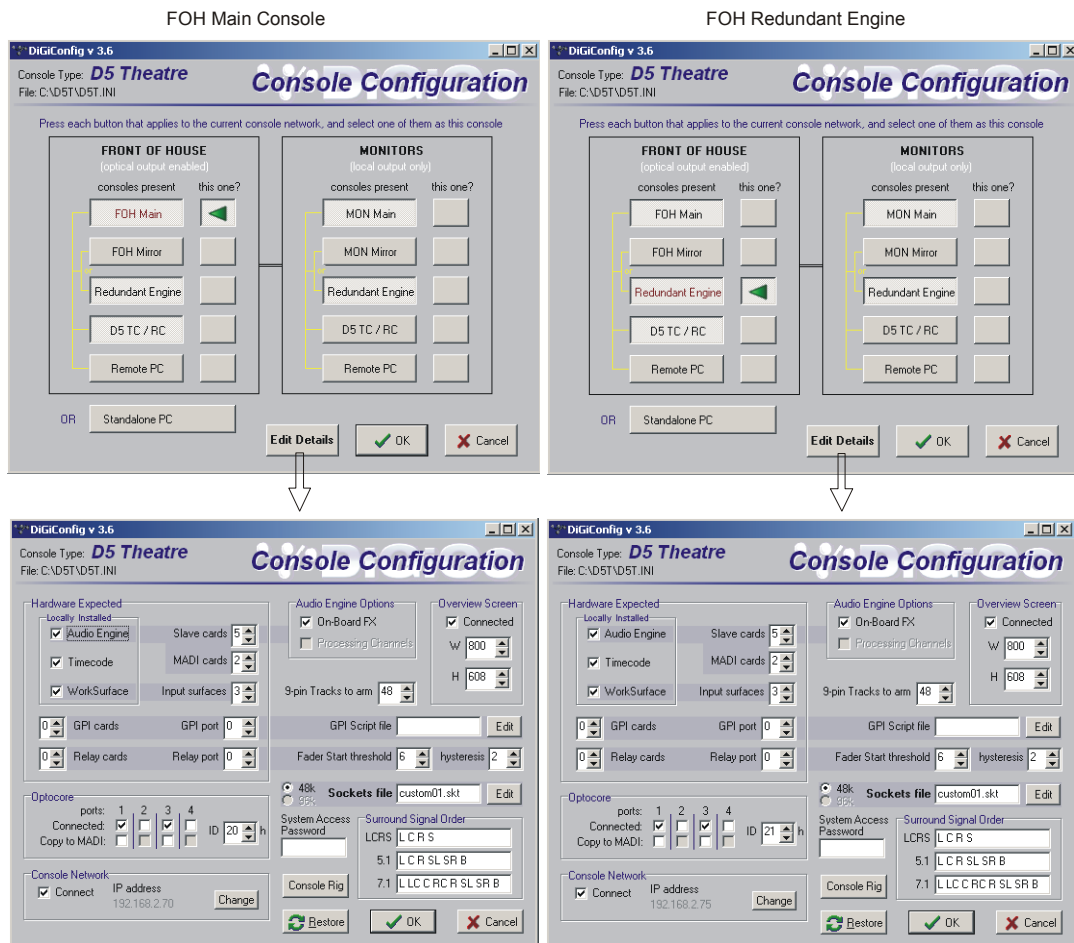 FOH Main Console
FOH Redundant Engine
DiGiConfig v 3.6
Console Type: D5 Theatre
File: C:\D5T\D5T.INI
DiGiCo
Console Configuration
Press each button that applies to the current console network, and select one of them as this console
FRONT OF HOUSE
(optical output enabled)
consoles present this one?
FOH Main
FOH Mirror
or
Redundant Engine
D5 TC / RC
Remote PC
MONITORS
(local output only)
consoles present this one?
MON Main
MON Mirror
or
Redundant Engine
D5 TC / RC
Remote PC
OR Standalone PC
Edit Details OK Cancel
DiGiConfig v 3.6
Console Type: D5 Theatre
File: C:\D5T\D5T.INI
DiGiCo
Console Configuration
Press each button that applies to the current console network, and select one of them as this console
FRONT OF HOUSE
(optical output enabled)
consoles present this one?
FOH Main
FOH Mirror
or
Redundant Engine
D5 TC / RC
Remote PC
MONITORS
(local output only)
consoles present this one?
MON Main
MON Mirror
or
Redundant Engine
D5 TC / RC
Remote PC
OR Standalone PC
Edit Details OK Cancel
DiGiConfig v 3.6
Console Type: D5 Theatre
File: C:\D5T\D5T.INI
DiGiCo
Console Configuration
Hardware Expected
Locally Installed
Audio Engine
Timecode
WorkSurface
Slave cards 5
MADI cards 2
Input surfaces 3
0 GPI cards GPI port 0
0 Relay cards Relay port 0
Audio Engine Options
On-Board FX
Processing Channels
Overview Screen
Connected
W 800
H 608
9-pin Tracks to arm 48
GPI Script file Edit
Fader Start threshold 6 hysteresis 2
48k
96k
Sockets file custom01.skt Edit
Optocore
ports: 1 2 3 4
Connected:
Copy to MADI:
ID 20 h
System Access
Password
Surround Signal Order
LCRS L C R S
5.1 L C R SL SR B
7.1 L LC C RC R SL SR B
Console Network
Connect
IP address
192.168.2.70
Change
Console Rig
Restore OK Cancel
DiGiConfig v 3.6
Console Type: D5 Theatre
File: C:\D5T\D5T.INI
DiGiCo
Console Configuration
Hardware Expected
Locally Installed
Audio Engine
Timecode
WorkSurface
Slave cards 5
MADI cards 2
Input surfaces 3
0 GPI cards GPI port 0
0 Relay cards Relay port 0
Audio Engine Options
On-Board FX
Processing Channels
Overview Screen
Connected
W 800
H 608
9-pin Tracks to arm 48
GPI Script file Edit
Fader Start threshold 6 hysteresis 2
48k
96k
Sockets file custom01.skt Edit
Optocore
ports: 1 2 3 4
Connected:
Copy to MADI:
ID 21 h
System Access
Password
Surround Signal Order
LCRS L C R S
5.1 L C R SL SR B
7.1 L LC C RC R SL SR B
Console Network
Connect
IP address
192.168.2.75
Change
Console Rig
Restore OK Cancel